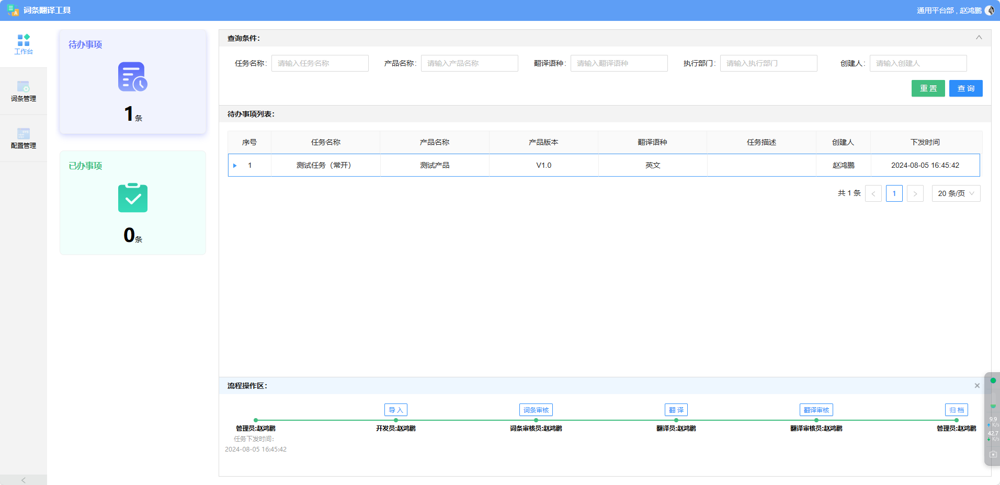 词条翻译工具
通用平台部 , 赵鸿鹏
工作台
词条管理
配置管理
待办事项
1条
已办事项
0条
查询条件：
任务名称： 请输入任务名称 产品名称： 请输入产品名称 翻译语种： 请输入翻译语种 执行部门： 请输入执行部门 创建人： 请输入创建人
重 置 查 询
待办事项列表：
序号 任务名称 产品名称 产品版本 翻译语种 任务描述 创建人 下发时间
1 测试任务（常开） 测试产品 V1.0 英文 赵鸿鹏 2024-08-05 16:45:42
共 1 条 < 1 > 20 条/页
流程操作区：
导 入 词条审核 翻 译 翻译审核 归 档
管理员:赵鸿鹏 开发员:赵鸿鹏 词条审核员:赵鸿鹏 翻译员:赵鸿鹏 翻译审核员:赵鸿鹏 管理员:赵鸿鹏
任务下发时间：
2024-08-05 16:45:42
9.9
K/s
42.7
K/s